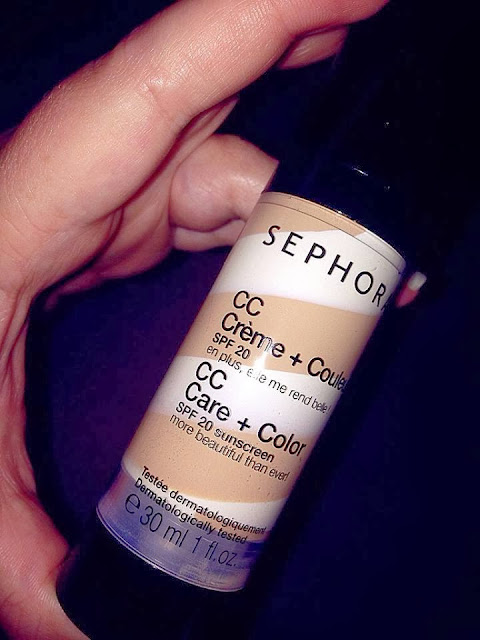 SEPHORA
CC
Crème + Couleu
SPF 20
en plus, elle me rend belle !
CC
Care + Color
SPF 20 sunscreen
more beautiful than ever!
Testée dermatologiquement
Dermatologically tested
e 30 ml 1 fl.oz.